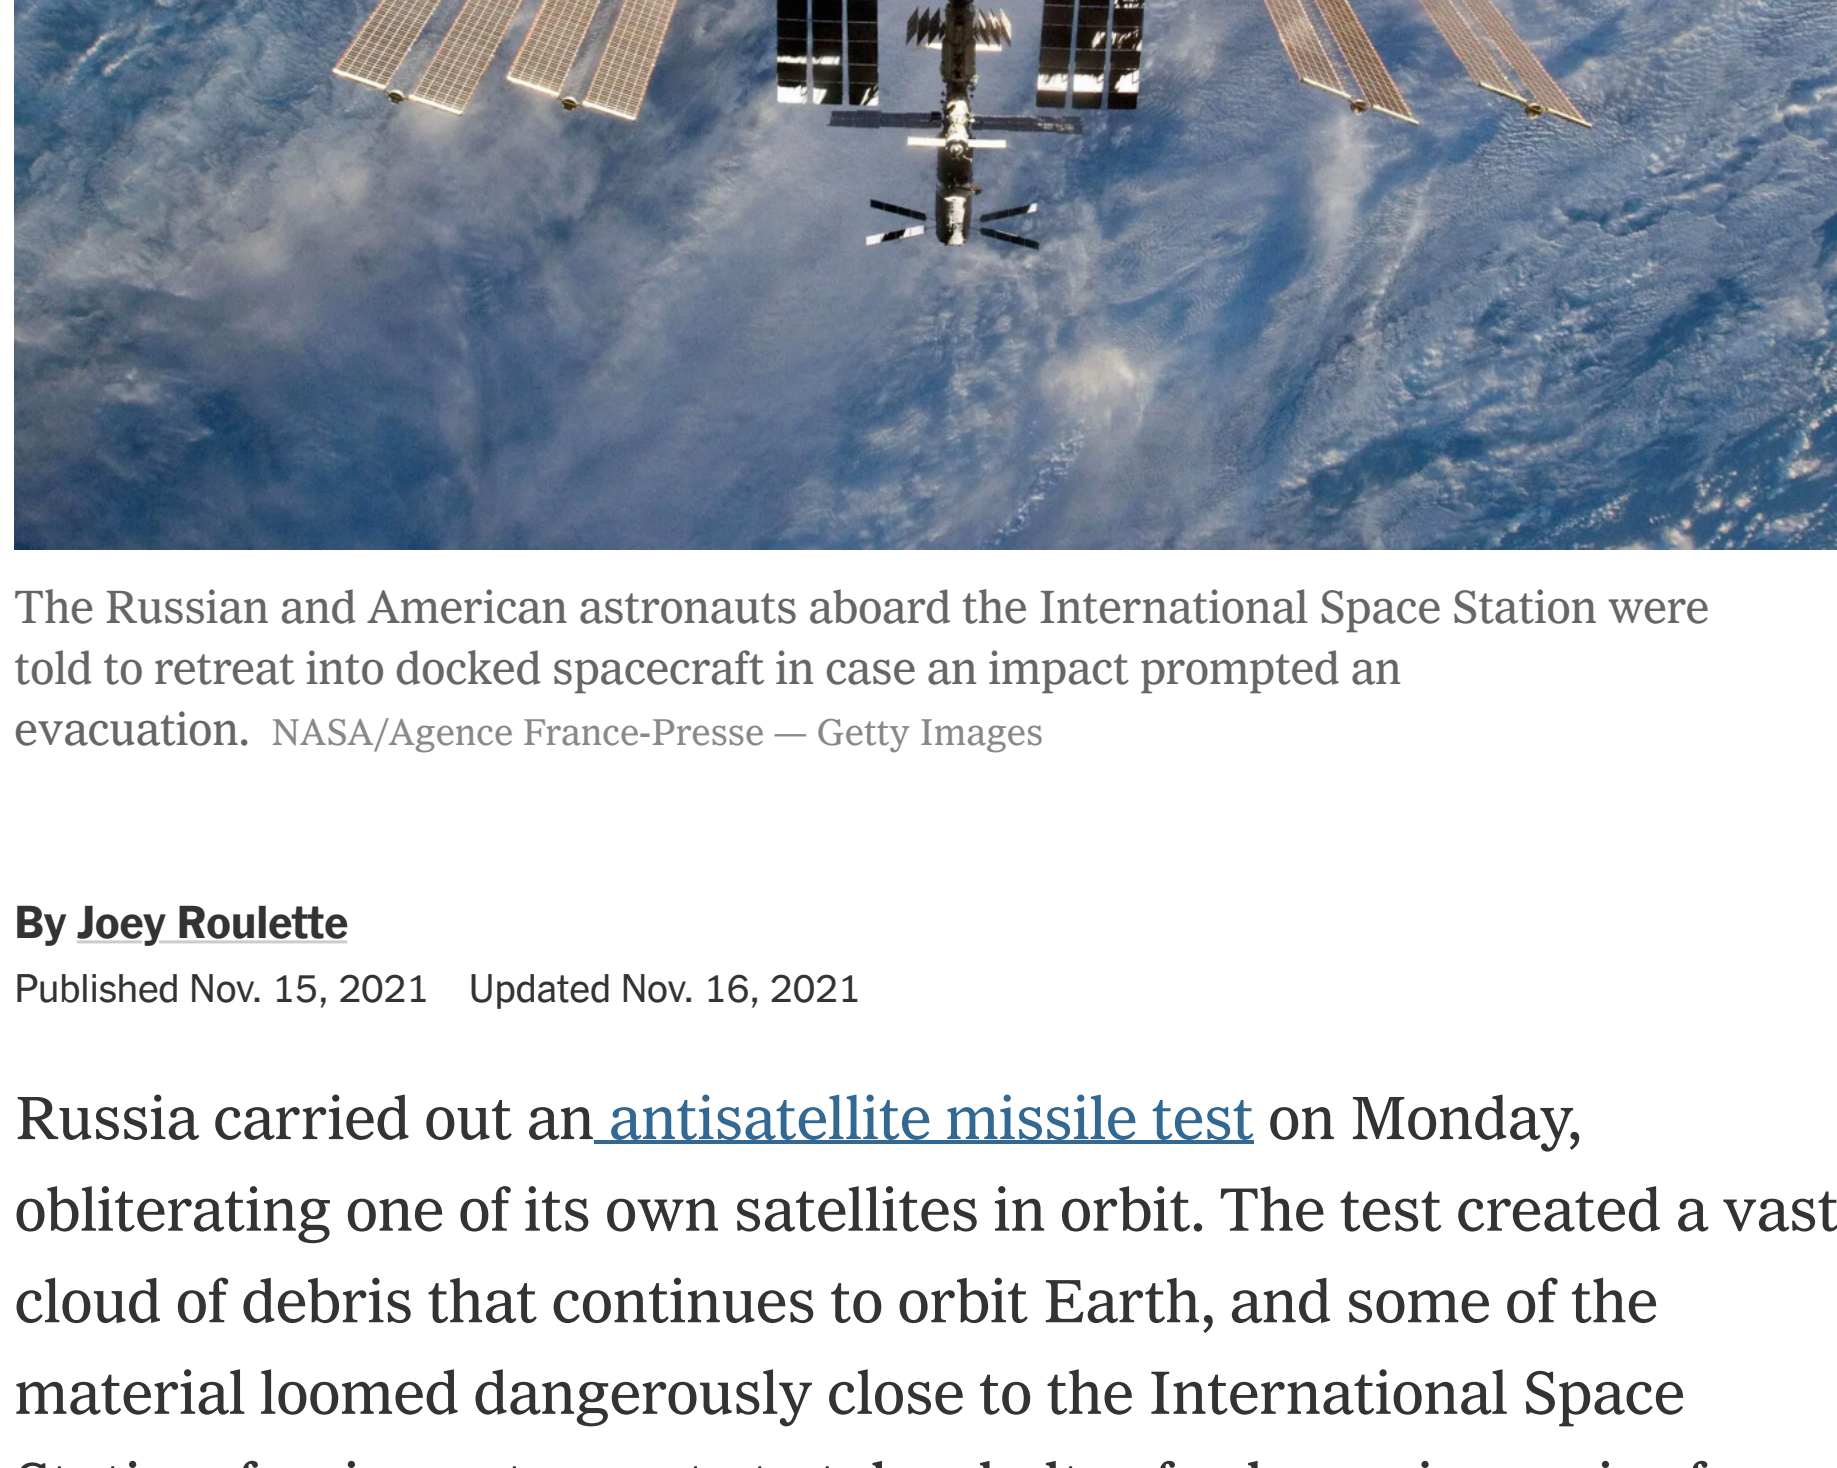 The Russian and American astronauts aboard the International Space Station were
told to retreat into docked spacecraft in case an impact prompted an
evacuation. NASA/Agence France-Presse — Getty Images
By Joey Roulette
Published Nov. 15, 2021 Updated Nov. 16, 2021
Russia carried out an antisatellite missile test on Monday,
obliterating one of its own satellites in orbit. The test created a vast
cloud of debris that continues to orbit Earth, and some of the
material loomed dangerously close to the International Space